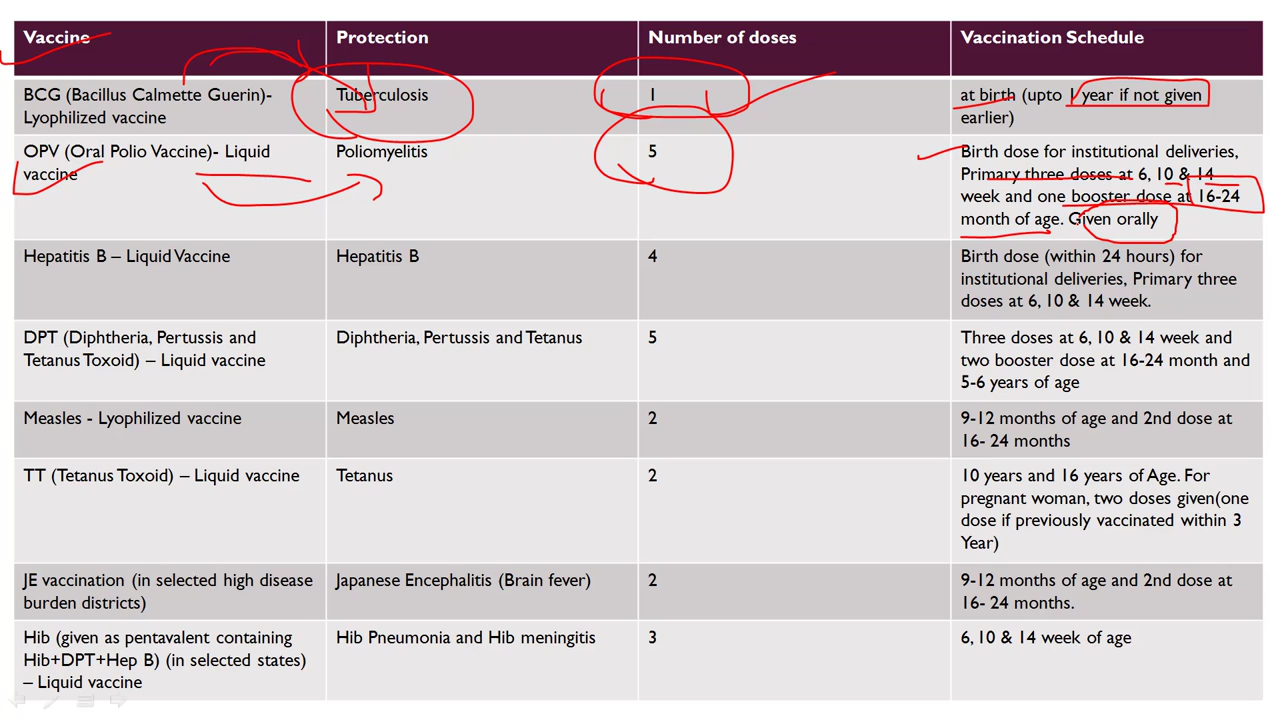 Vaccine
Protection
Number of doses
Vaccination Schedule
BCG (Bacillus Calmette Guerin)-
Lyophilized vaccine
Tuberculosis
1
at birth (upto 1 year if not given
earlier)
OPV (Oral Polio Vaccine)- Liquid
vaccine
Poliomyelitis
5
Birth dose for institutional deliveries,
Primary three doses at 6, 10 & 14
week and one booster dose at 16-24
month of age. Given orally
Hepatitis B – Liquid Vaccine
Hepatitis B
4
Birth dose (within 24 hours) for
institutional deliveries, Primary three
doses at 6, 10 & 14 week.
DPT (Diphtheria, Pertussis and
Tetanus Toxoid) – Liquid vaccine
Diphtheria, Pertussis and Tetanus
5
Three doses at 6, 10 & 14 week and
two booster dose at 16-24 month and
5-6 years of age
Measles - Lyophilized vaccine
Measles
2
9-12 months of age and 2nd dose at
16- 24 months
TT (Tetanus Toxoid) – Liquid vaccine
Tetanus
2
10 years and 16 years of Age. For
pregnant woman, two doses given(one
dose if previously vaccinated within 3
Year)
JE vaccination (in selected high disease
burden districts)
Japanese Encephalitis (Brain fever)
2
9-12 months of age and 2nd dose at
16- 24 months.
Hib (given as pentavalent containing
Hib+DPT+Hep B) (in selected states)
– Liquid vaccine
Hib Pneumonia and Hib meningitis
3
6, 10 & 14 week of age